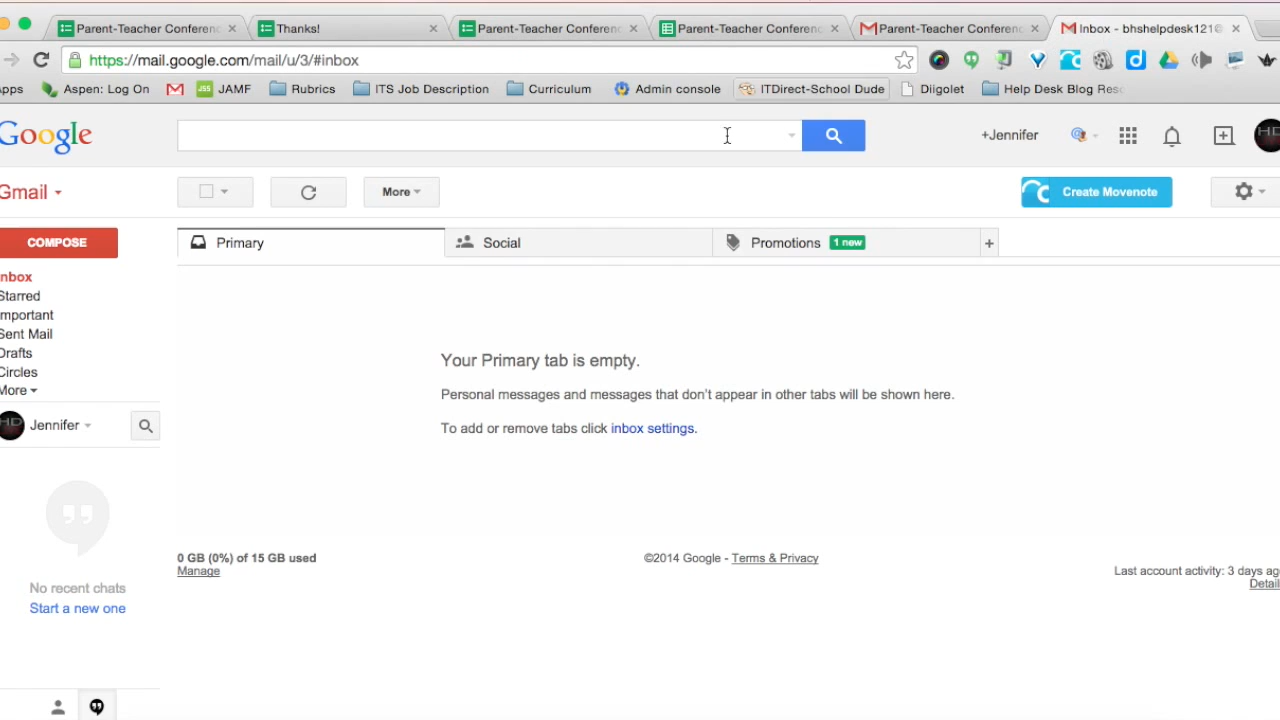 Parent-Teacher Conferenc Thanks! Parent-Teacher Conferenc Parent-Teacher Conferenc Parent-Teacher Conferenc Inbox - bhshelpdesk121@
https://mail.google.com/mail/u/3/#inbox
pps Aspen: Log On JSS JAMF Rubrics ITS Job Description Curriculum Admin console ITDirect-School Dude Diigolet Help Desk Blog Reso
Google +Jennifer HD
Gmail More Create Movenote
COMPOSE Primary Social Promotions 1 new +
nbox
Starred
mportant
Sent Mail
Drafts
Circles
More
Your Primary tab is empty.
Personal messages and messages that don't appear in other tabs will be shown here.
To add or remove tabs click inbox settings.
HD Jennifer
0 GB (0%) of 15 GB used ©2014 Google - Terms & Privacy
Manage Last account activity: 3 days ag
Detail
No recent chats
Start a new one